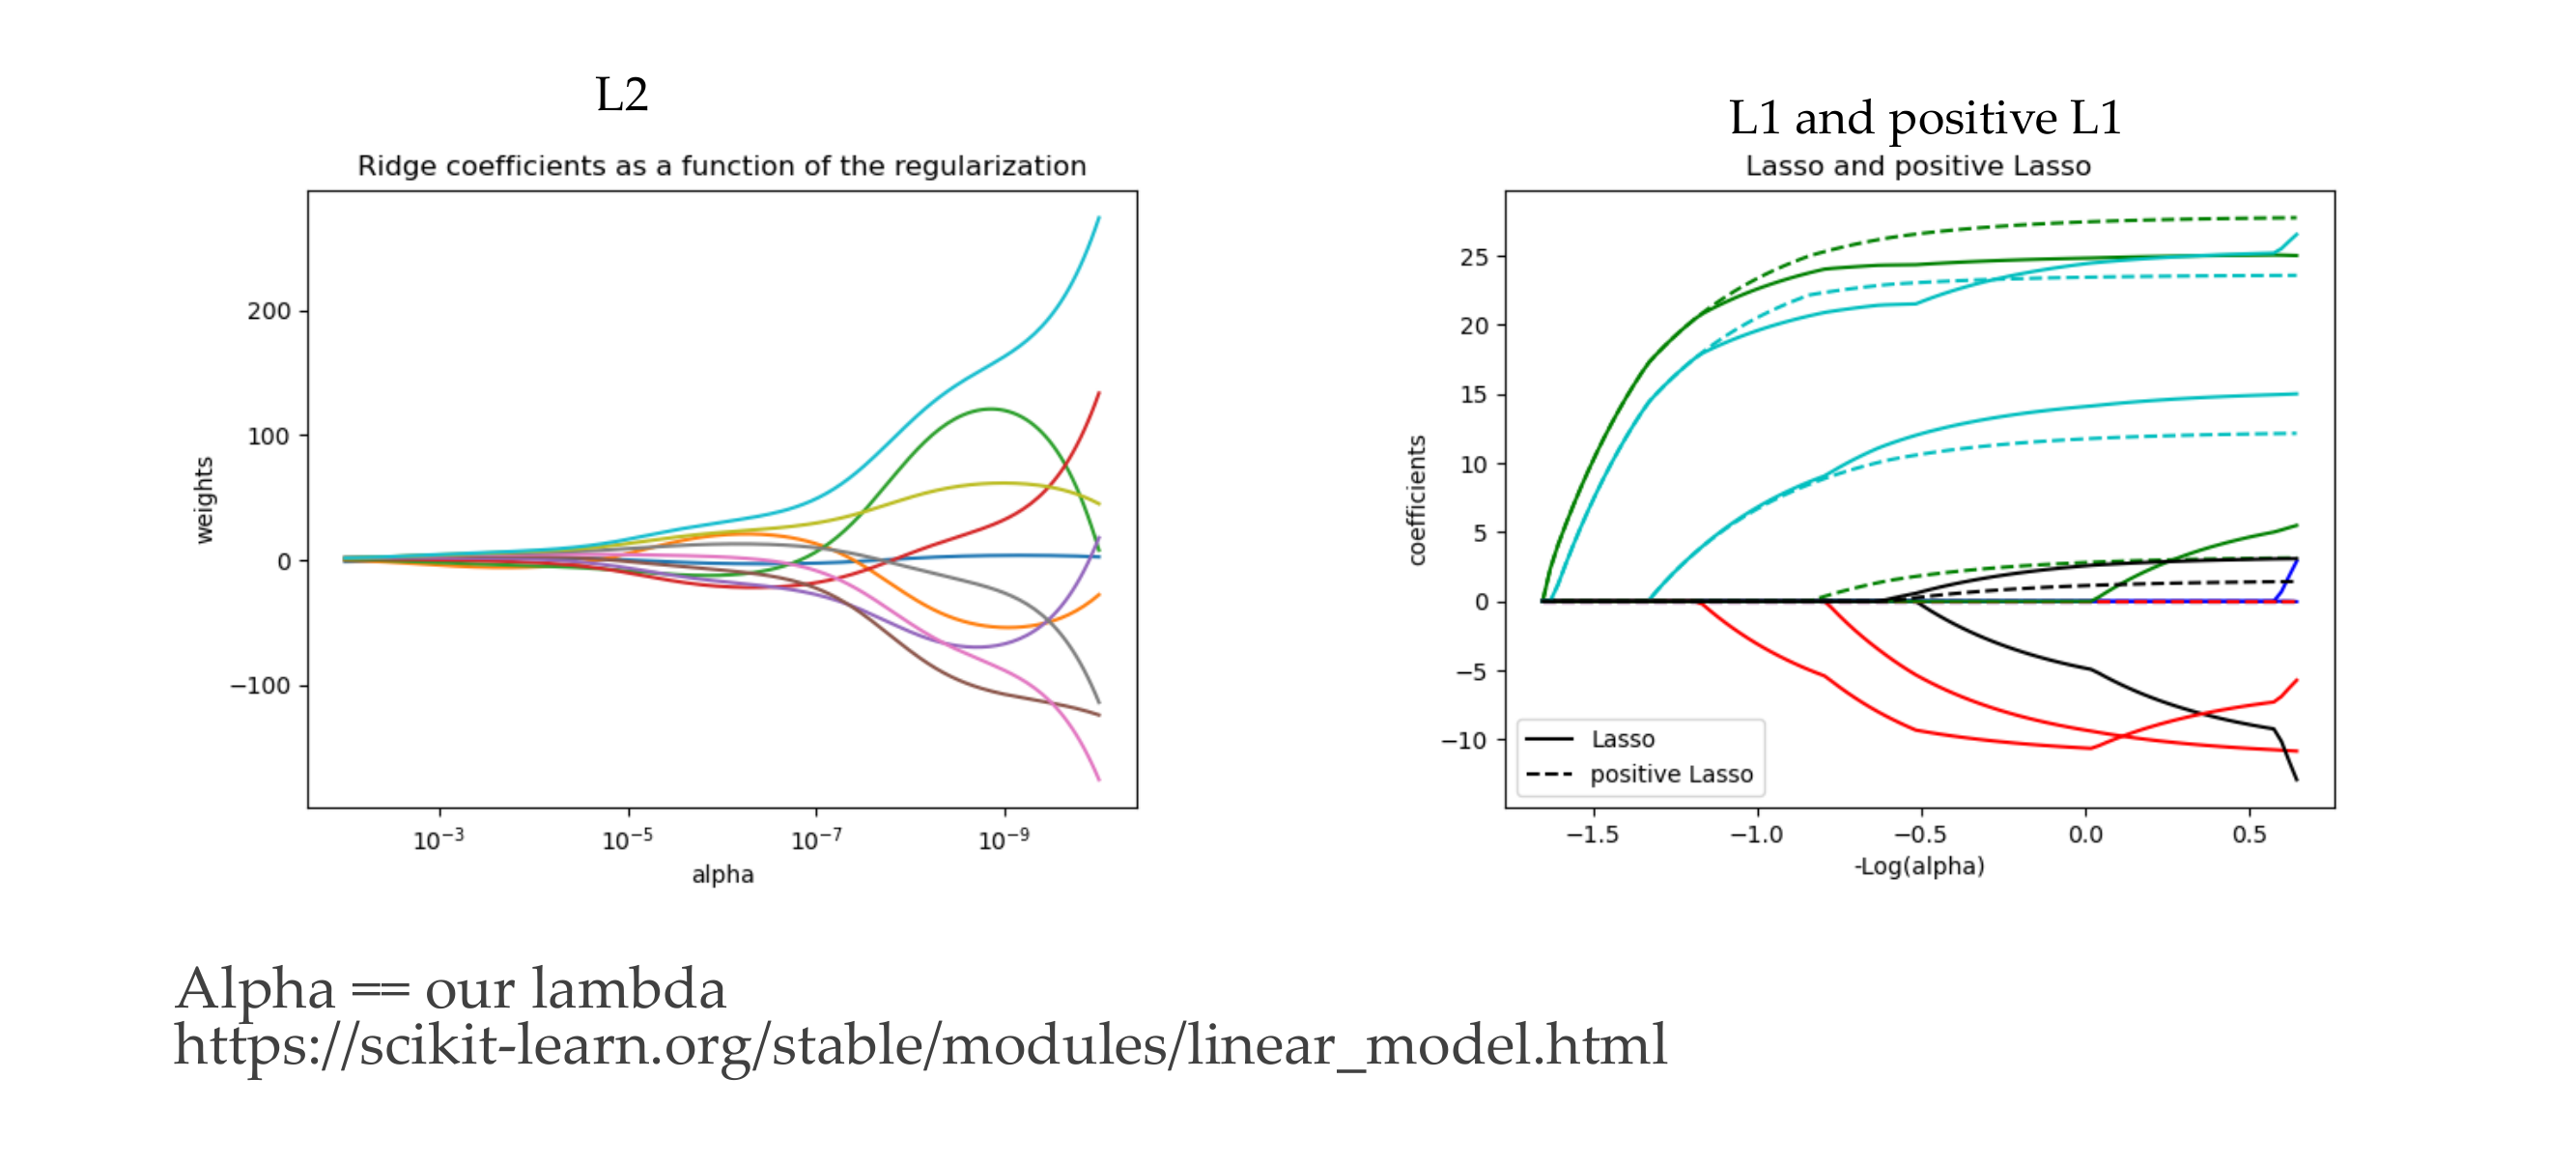 L2
Ridge coefficients as a function of the regularization
200
100
0
−100
weights
10⁻³ 10⁻⁵ 10⁻⁷ 10⁻⁹
alpha
L1 and positive L1
Lasso and positive Lasso
25
20
15
10
5
0
−5
−10
coefficients
Lasso
positive Lasso
−1.5 −1.0 −0.5 0.0 0.5
-Log(alpha)
Alpha == our lambda
https://scikit-learn.org/stable/modules/linear_model.html